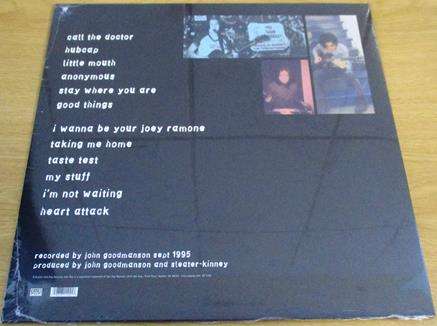 call the doctor
hubcap
little mouth
anonymous
stay where you are
good things
i wanna be your joey ramone
taking me home
taste test
my stuff
i'm not waiting
heart attack
recorded by john goodmanson sept 1995
produced by john goodmanson and sleater-kinney